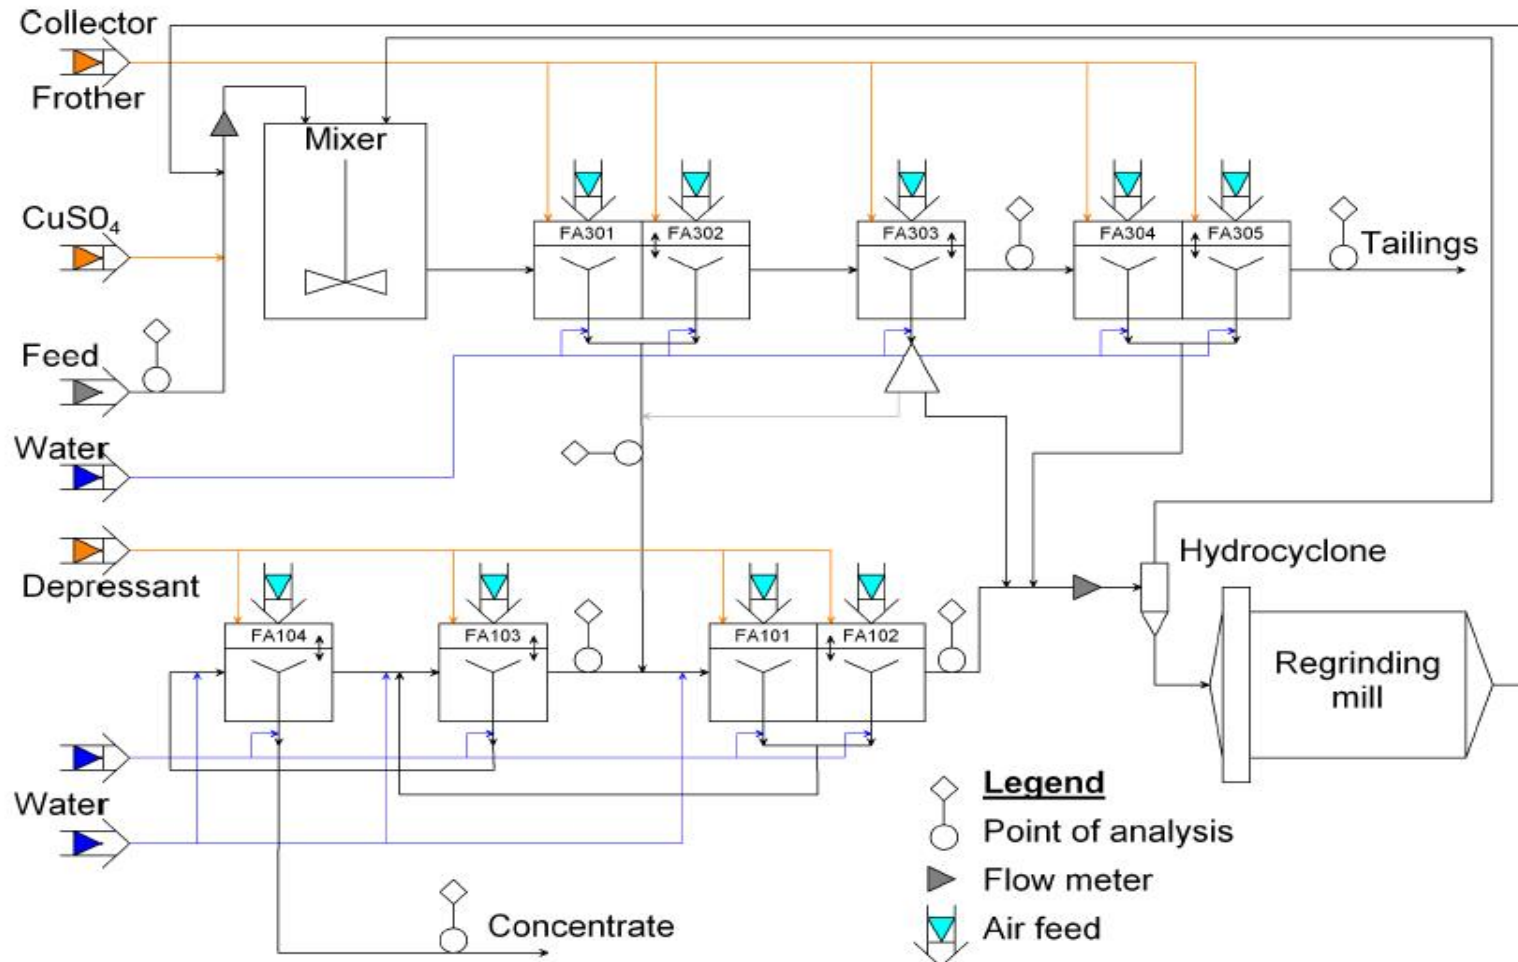 Collector
Frother
Mixer
CuSO₄
FA301
FA302
FA303
FA304
FA305
Tailings
Feed
Water
Depressant
Hydrocyclone
FA104
FA103
FA101
FA102
Regrinding
mill
Water
Legend
Point of analysis
Flow meter
Air feed
Concentrate